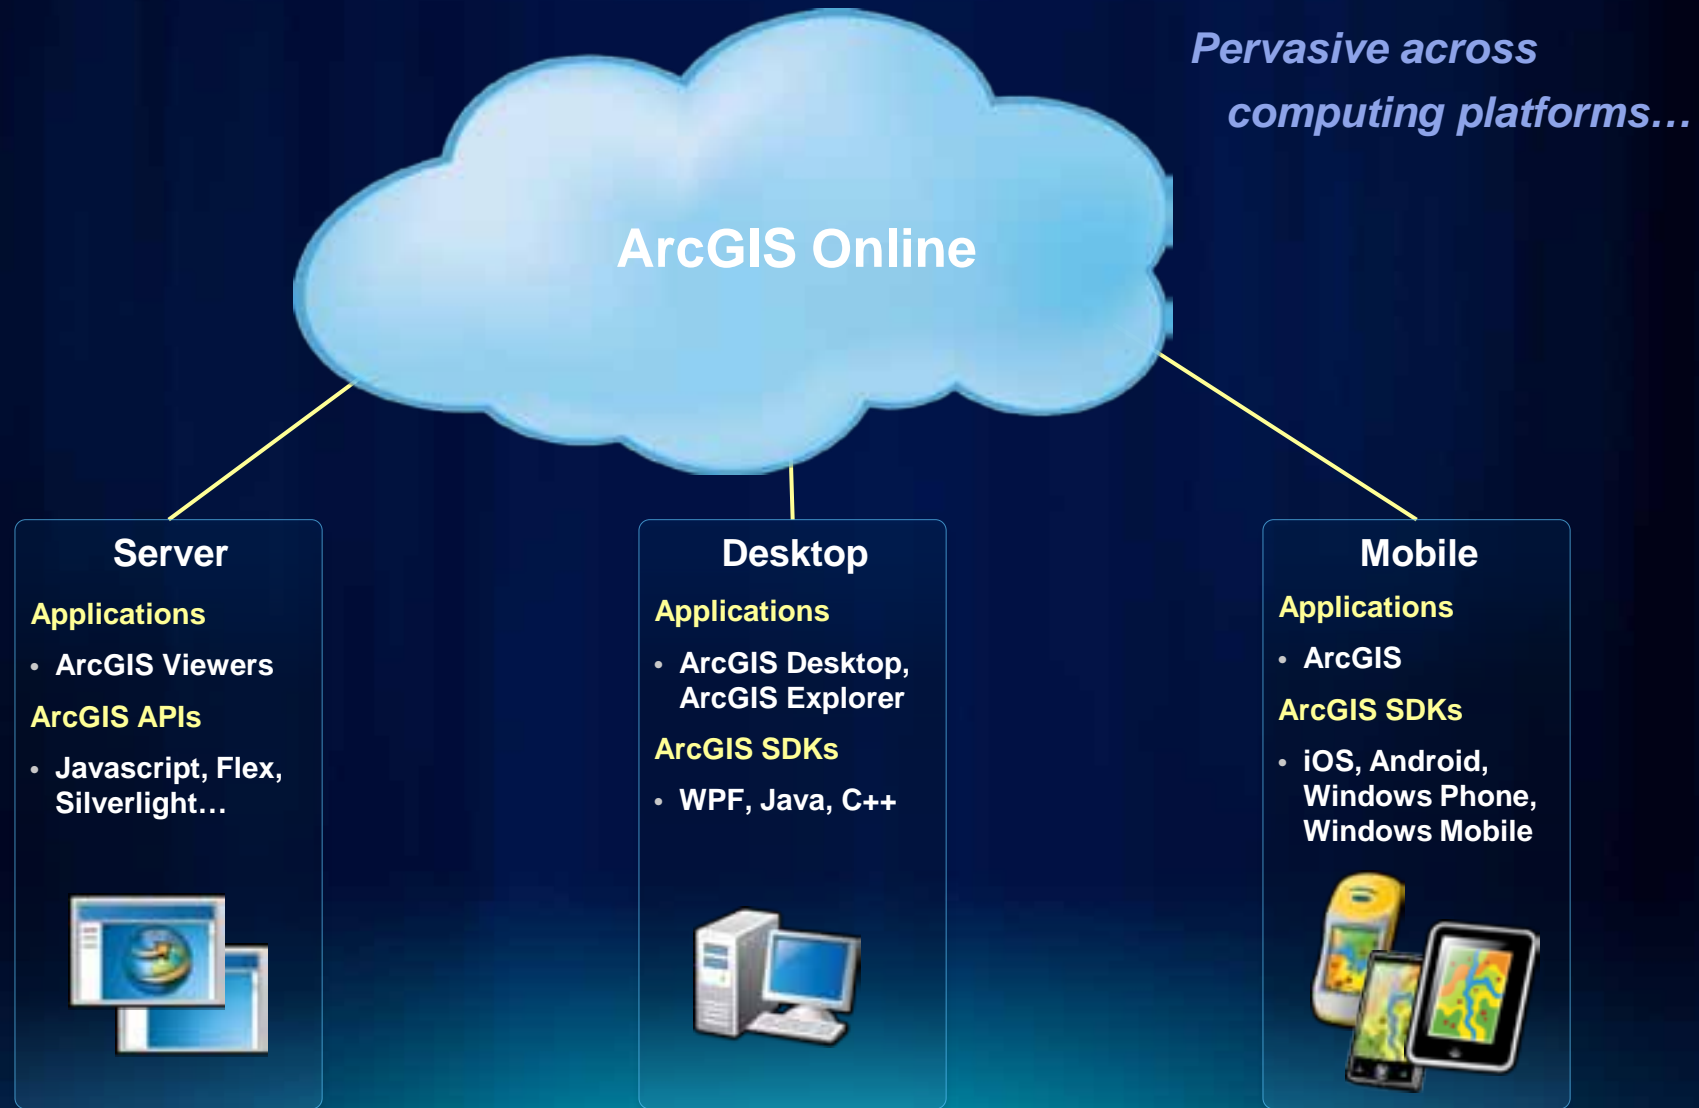 Pervasive across
computing platforms…
ArcGIS Online
Server
Applications
• ArcGIS Viewers
ArcGIS APIs
• Javascript, Flex,
Silverlight…
Desktop
Applications
• ArcGIS Desktop,
ArcGIS Explorer
ArcGIS SDKs
• WPF, Java, C++
Mobile
Applications
• ArcGIS
ArcGIS SDKs
• iOS, Android,
Windows Phone,
Windows Mobile